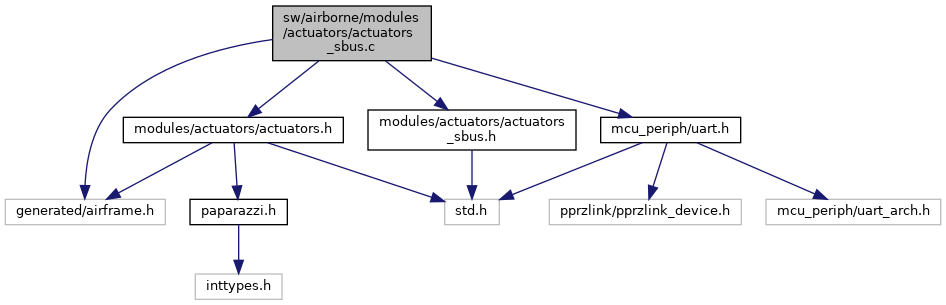 sw/airborne/modules
/actuators/actuators
_sbus.c
modules/actuators/actuators.h
modules/actuators/actuators
_sbus.h
mcu_periph/uart.h
generated/airframe.h
paparazzi.h
std.h
pprzlink/pprzlink_device.h
mcu_periph/uart_arch.h
inttypes.h